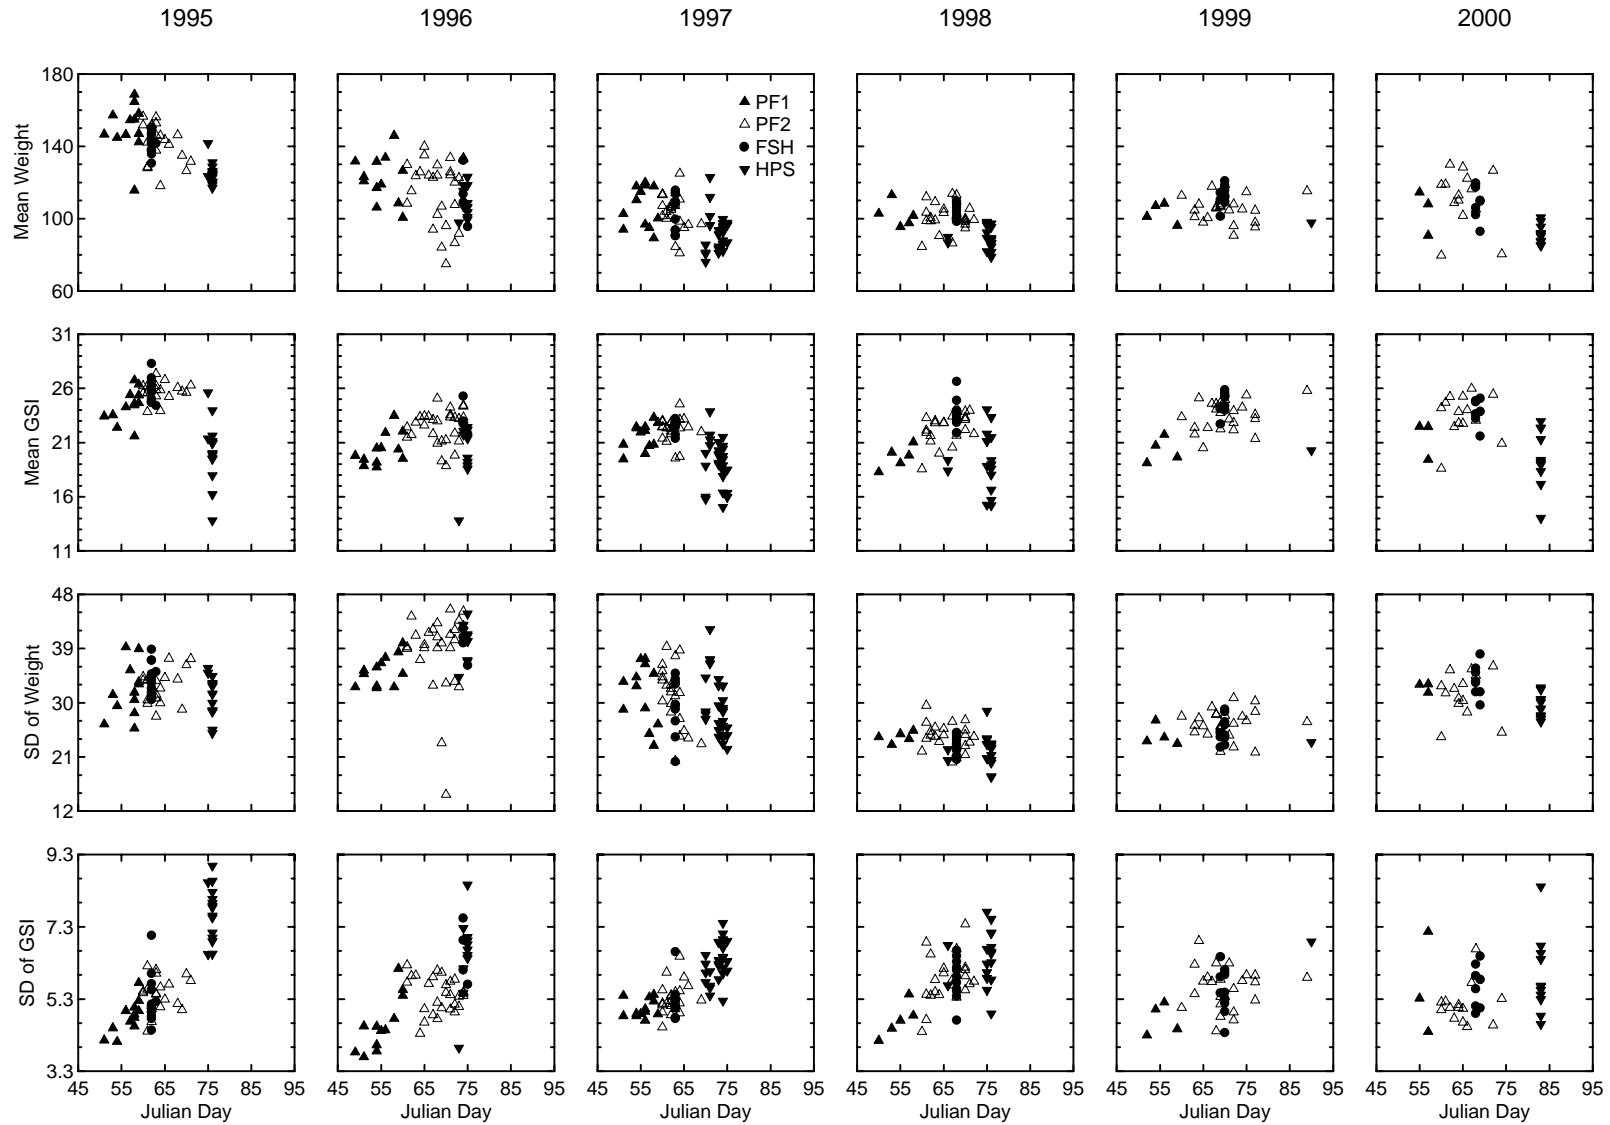 1995 1996 1997 1998 1999 2000
Mean Weight
180
140
100
60
PF1
PF2
FSH
HPS
Mean GSI
31
26
21
16
11
SD of Weight
48
39
30
21
12
SD of GSI
9.3
7.3
5.3
3.3
45 55 65 75 85 95 45 55 65 75 85 95 45 55 65 75 85 95 45 55 65 75 85 95 45 55 65 75 85 95 45 55 65 75 85 95
Julian Day Julian Day Julian Day Julian Day Julian Day Julian Day